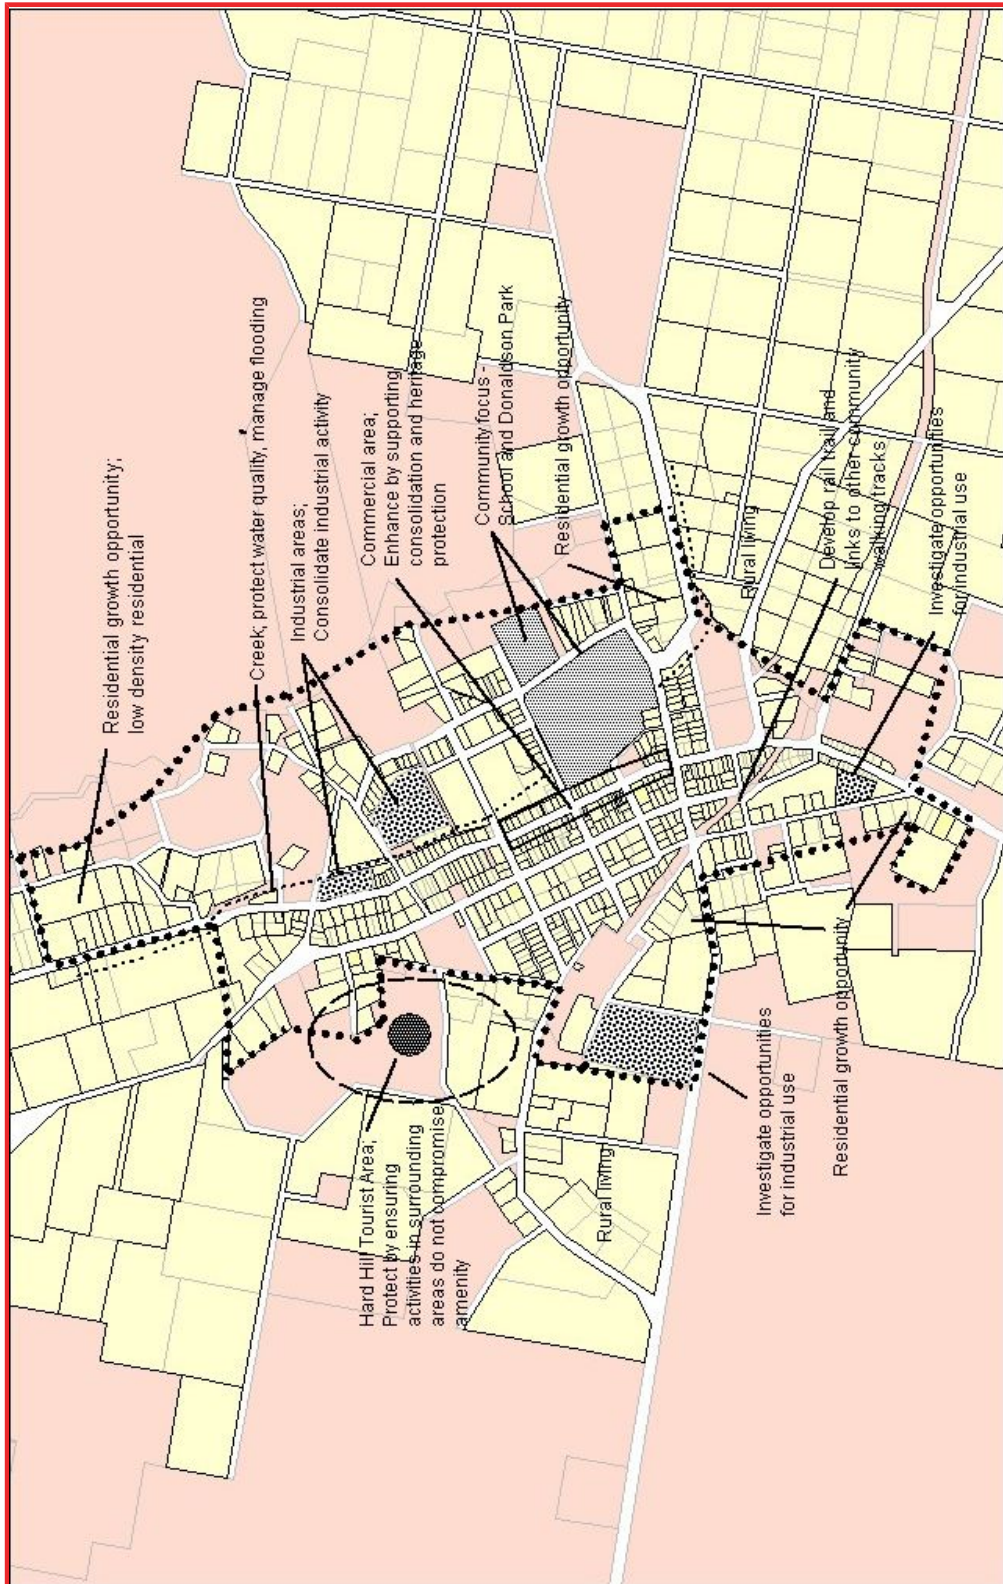 Residential growth opportunity;
low density residential
Creek; protect water quality, manage flooding
Industrial areas;
Consolidate industrial activity
Commercial area;
Enhance by supporting
consolidation and heritage
protection
Community focus -
School and Donaldson Park
Residential growth opportunity
Rural living
Develop rail trail and
links to other community
walking tracks
Investigate opportunities
for industrial use
Hard Hill Tourist Area;
Protect by ensuring
activities in surrounding
areas do not compromise
amenity
Rural living
Investigate opportunities
for industrial use
Residential growth opportunity